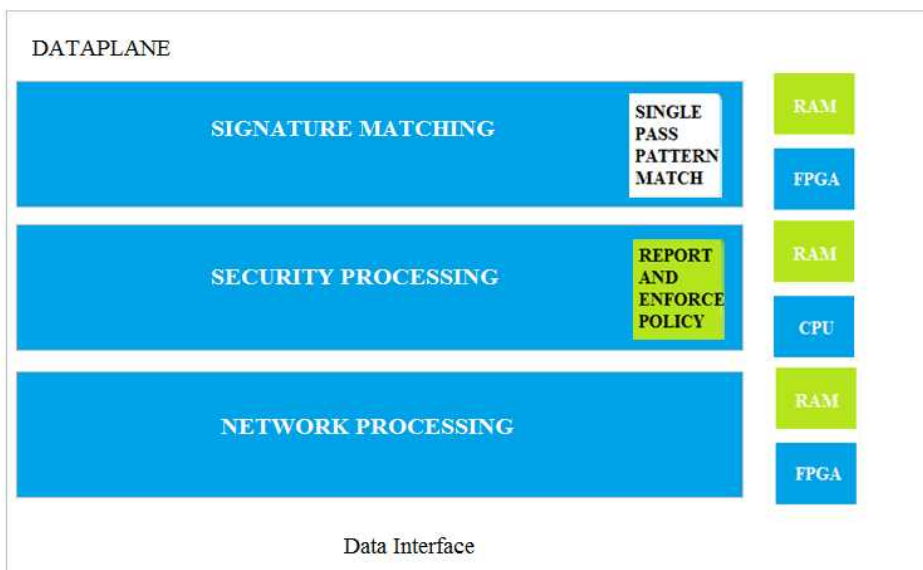 DATAPLANE
SIGNATURE MATCHING
SINGLE
PASS
PATTERN
MATCH
RAM
FPGA
SECURITY PROCESSING
REPORT
AND
ENFORCE
POLICY
RAM
CPU
NETWORK PROCESSING
RAM
FPGA
Data Interface